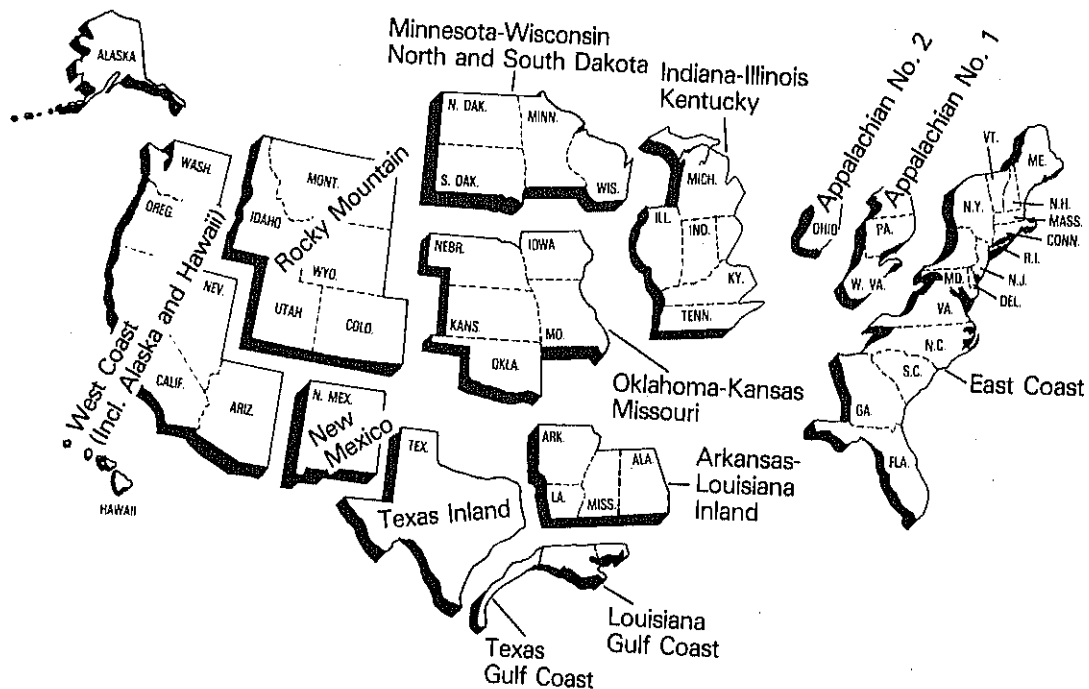 ALASKA
Minnesota-Wisconsin
North and South Dakota
Indiana-Illinois
Kentucky
Appalachian No. 2
Appalachian No. 1
WASH.
OREG.
NEV.
CALIF.
ARIZ.
West Coast
(Incl. Alaska and Hawaii)
HAWAII
MONT.
IDAHO
WYO.
UTAH
COLO.
Rocky Mountain
N. MEX.
New
Mexico
N. DAK.
MINN.
S. DAK.
WIS.
NEBR.
IOWA
KANS.
MO.
OKLA.
Oklahoma-Kansas
Missouri
MICH.
ILL.
IND.
KY.
TENN.
OHIO
PA.
W. VA.
VT.
ME.
N.Y.
N.H.
MASS.
CONN.
R.I.
N.J.
DEL.
MD.
VA.
N.C.
S.C.
GA.
FLA.
East Coast
TEX.
Texas Inland
ARK.
LA.
MISS.
ALA.
Arkansas-
Louisiana
Inland
Louisiana
Gulf Coast
Texas
Gulf Coast